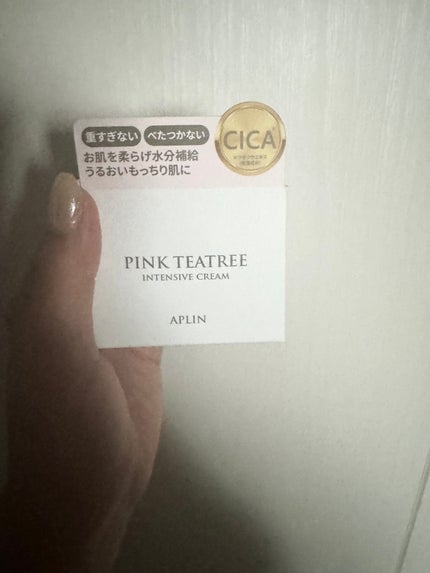 重すぎない べたつかない
お肌を柔らげ水分補給
うるおいもっちり肌に
CICA
PINK TEATREE
INTENSIVE CREAM
APLIN